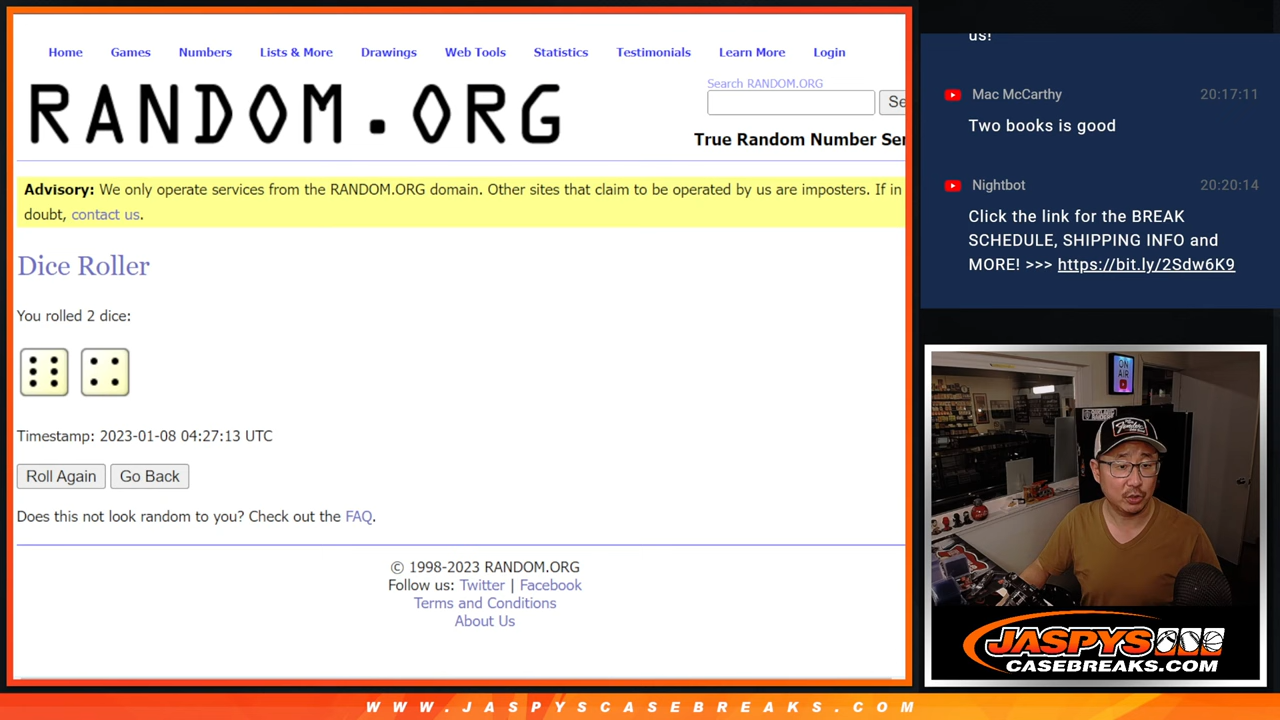 Home Games Numbers Lists & More Drawings Web Tools Statistics Testimonials Learn More Login
RANDOM.ORG
Search RANDOM.ORG
Se
True Random Number Ser
Advisory: We only operate services from the RANDOM.ORG domain. Other sites that claim to be operated by us are imposters. If in
doubt, contact us.
Dice Roller
You rolled 2 dice:
Timestamp: 2023-01-08 04:27:13 UTC
Roll Again Go Back
Does this not look random to you? Check out the FAQ.
© 1998-2023 RANDOM.ORG
Follow us: Twitter | Facebook
Terms and Conditions
About Us
us!
Mac McCarthy 20:17:11
Two books is good
Nightbot 20:20:14
Click the link for the BREAK
SCHEDULE, SHIPPING INFO and
MORE! >>> https://bit.ly/2Sdw6K9
ON
AIR
Fender
JASPYS
CASEBREAKS.COM
WWW.JASPYSCASEBREAKS.COM